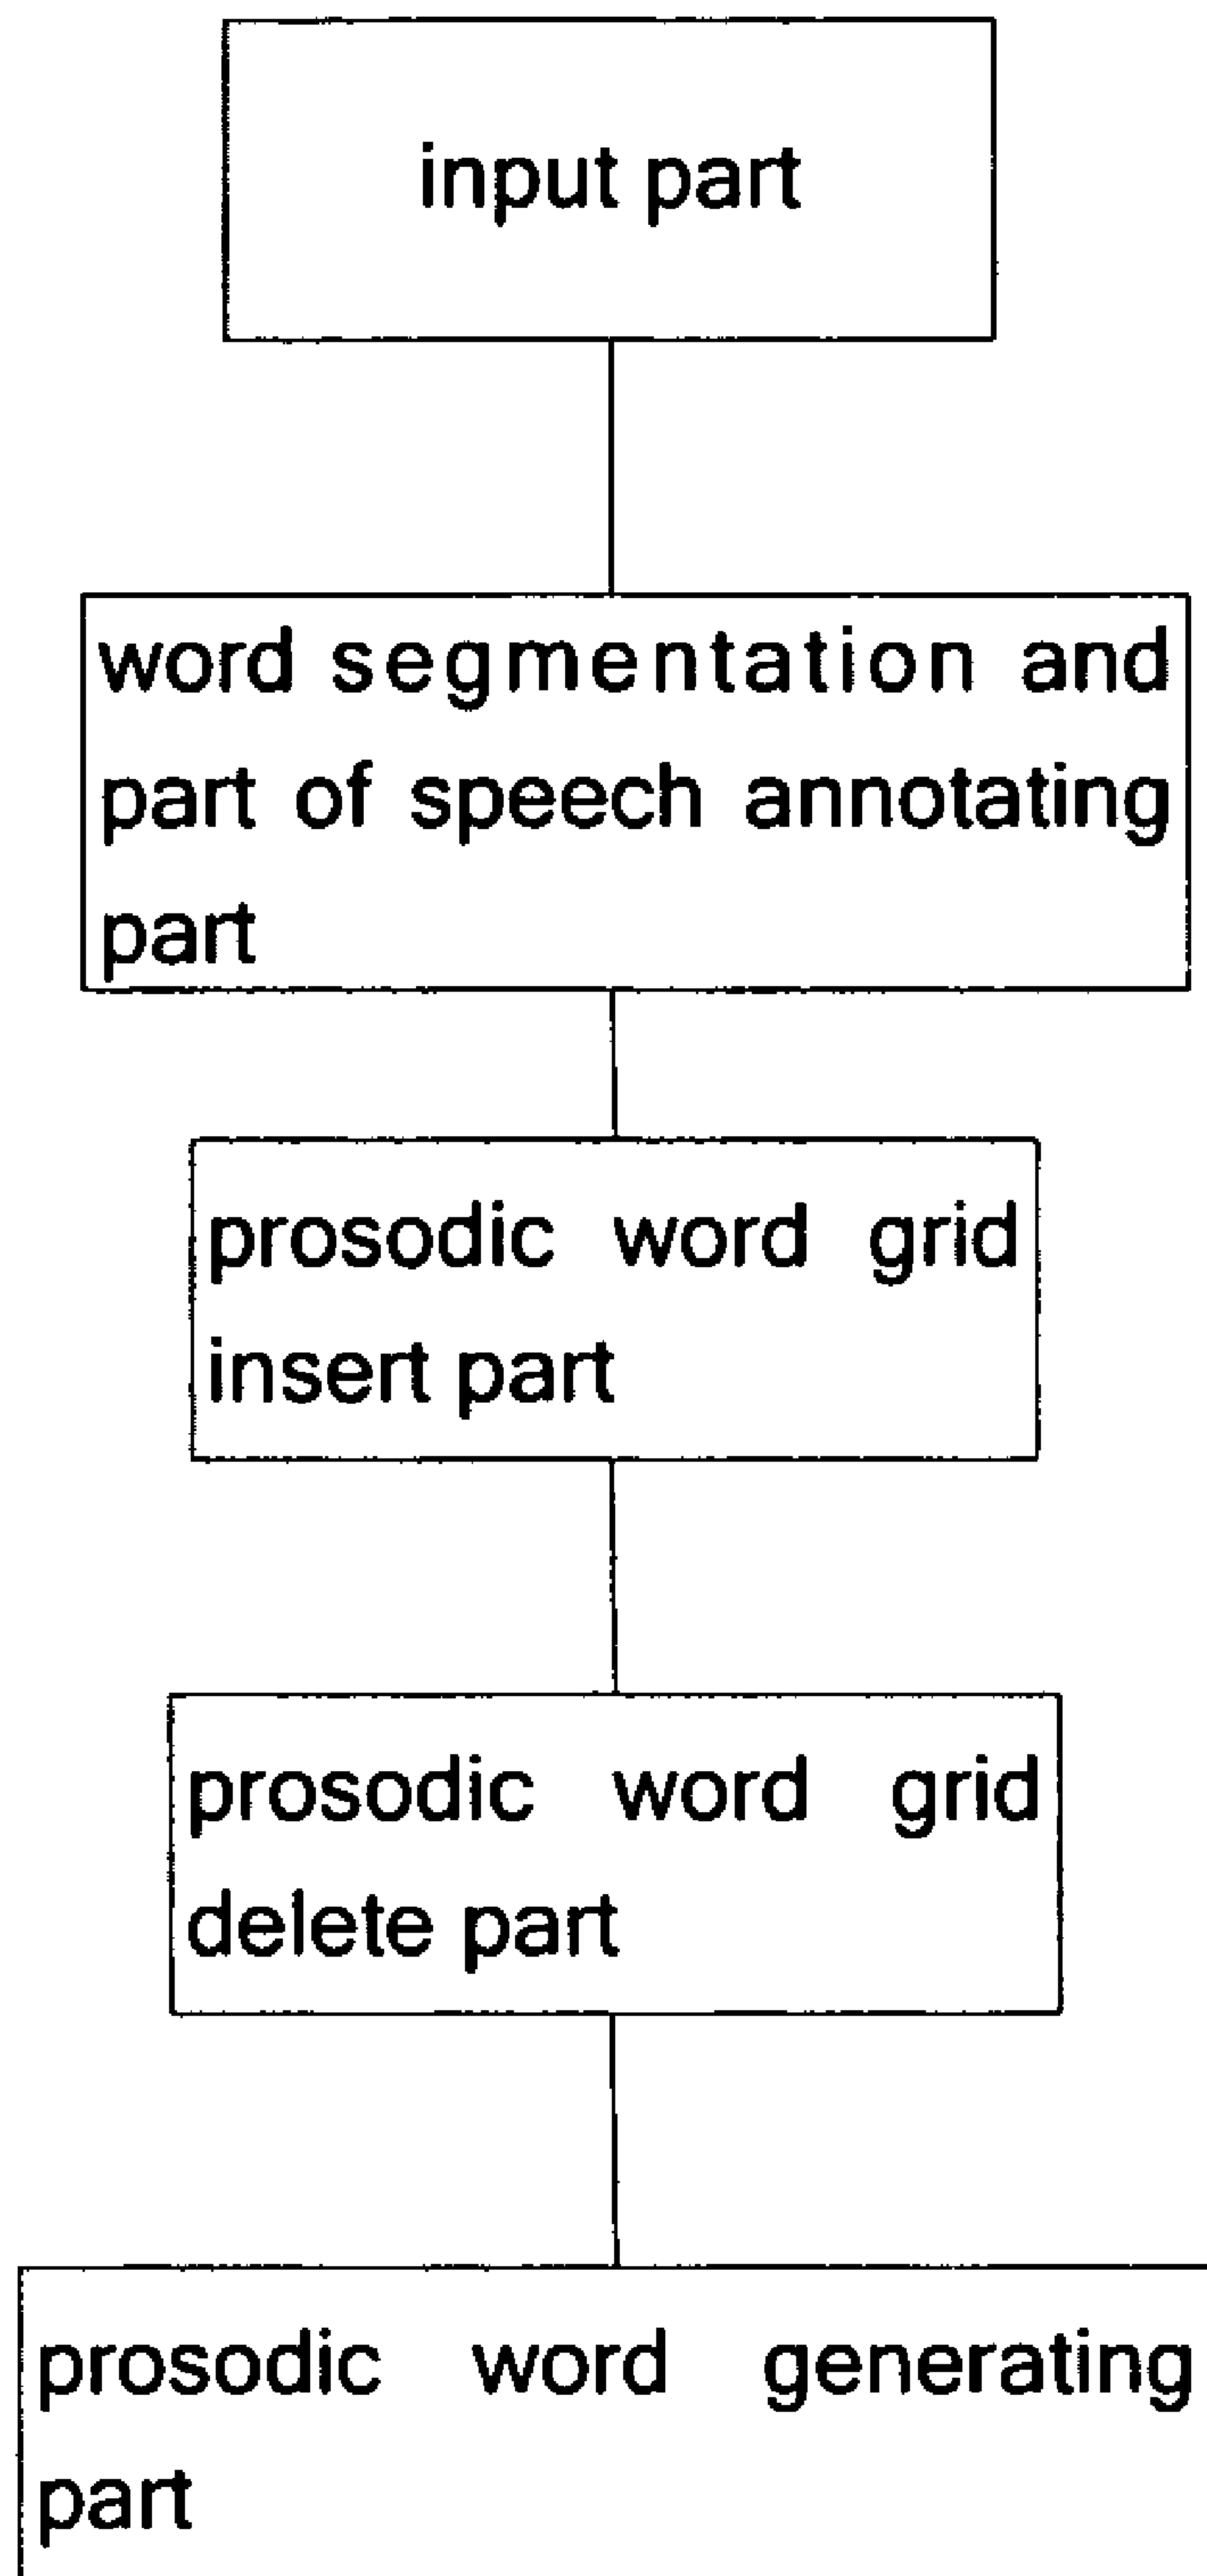 input part
word segmentation and
part of speech annotating
part
prosodic word grid
insert part
prosodic word grid
delete part
prosodic word generating
part